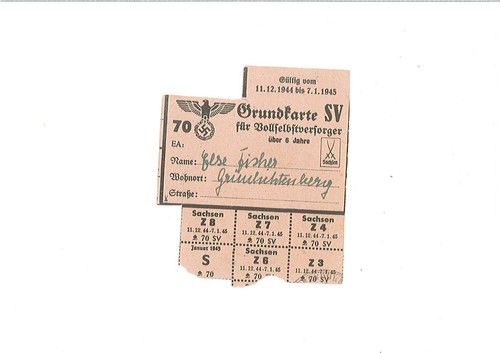 Gültig vom
11.12.1944 bis 7.1.1945
Grundkarte SV
70
für Vollselbstversorger
über 6 Jahre
EA:
Sachsen
Name: Else Fischer
Wohnort: Grünlichtenberg
Straße:
Sachsen Sachsen Sachsen
Z 8 Z 7 Z 4
11.12.44-7.1.45 11.12.44-7.1.45 11.12.44-7.1.45
70 SV 70 SV 70 SV
Januar 1945 Sachsen
S Z 6 Z 3
11.12.44-7.1.45 11.12.44-7.1.45
70 70 SV 70 SV